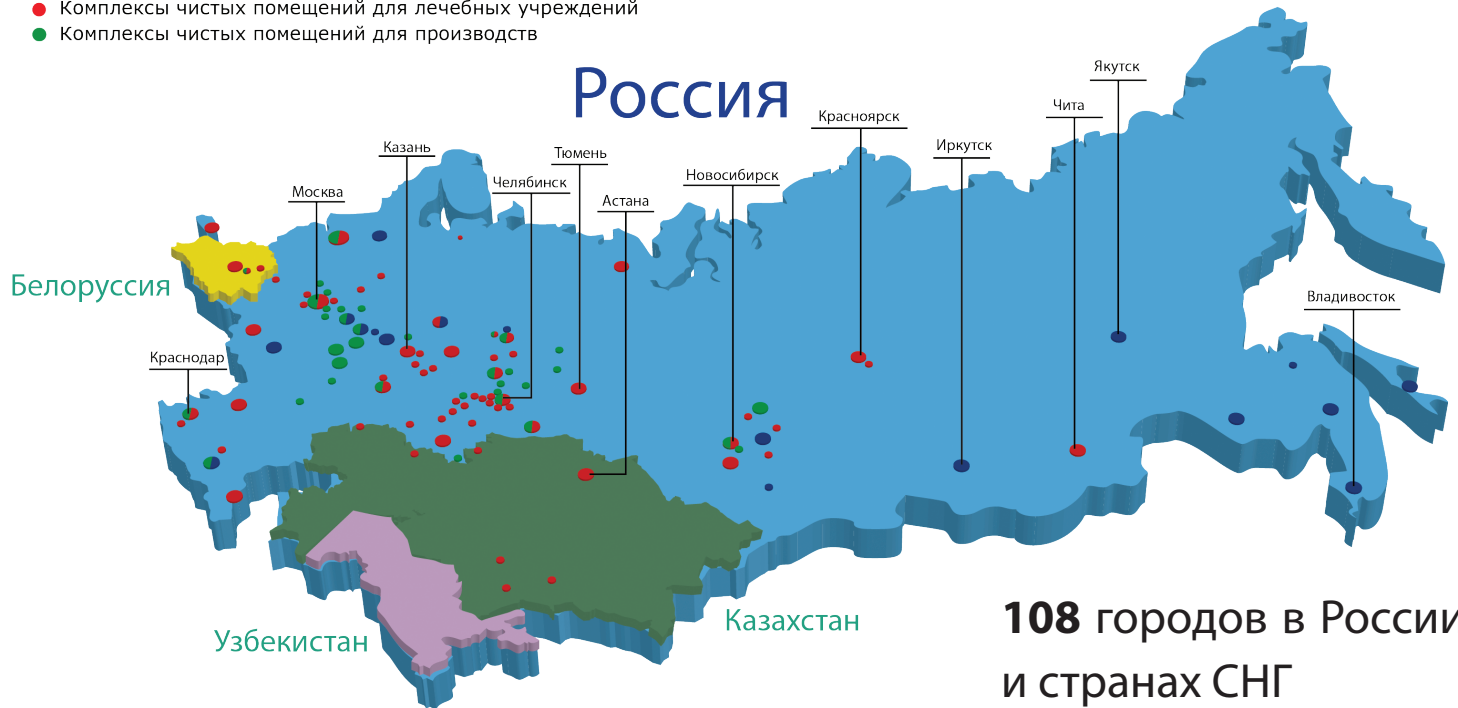 Комплексы чистых помещений для лечебных учреждений
Комплексы чистых помещений для производств
Россия
Якутск
Чита
Красноярск
Иркутск
Казань
Тюмень
Новосибирск
Челябинск
Москва
Астана
Белоруссия
Владивосток
Краснодар
108 городов в России
и странах СНГ
Казахстан
Узбекистан